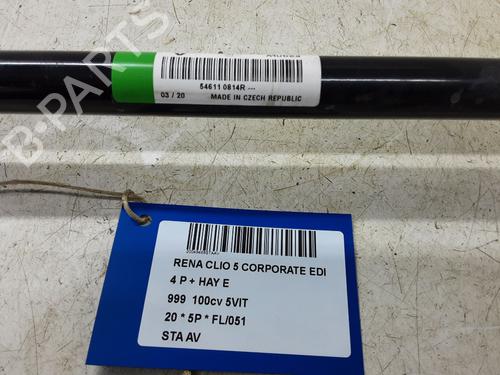 54611 0814R ---
03 / 20 MADE IN CZECH REPUBLIC
B-PARTS
RENA CLIO 5 CORPORATE EDI
4 P + HAY E
999 100cv 5VIT
20 * 5P * FL/051
STA AV